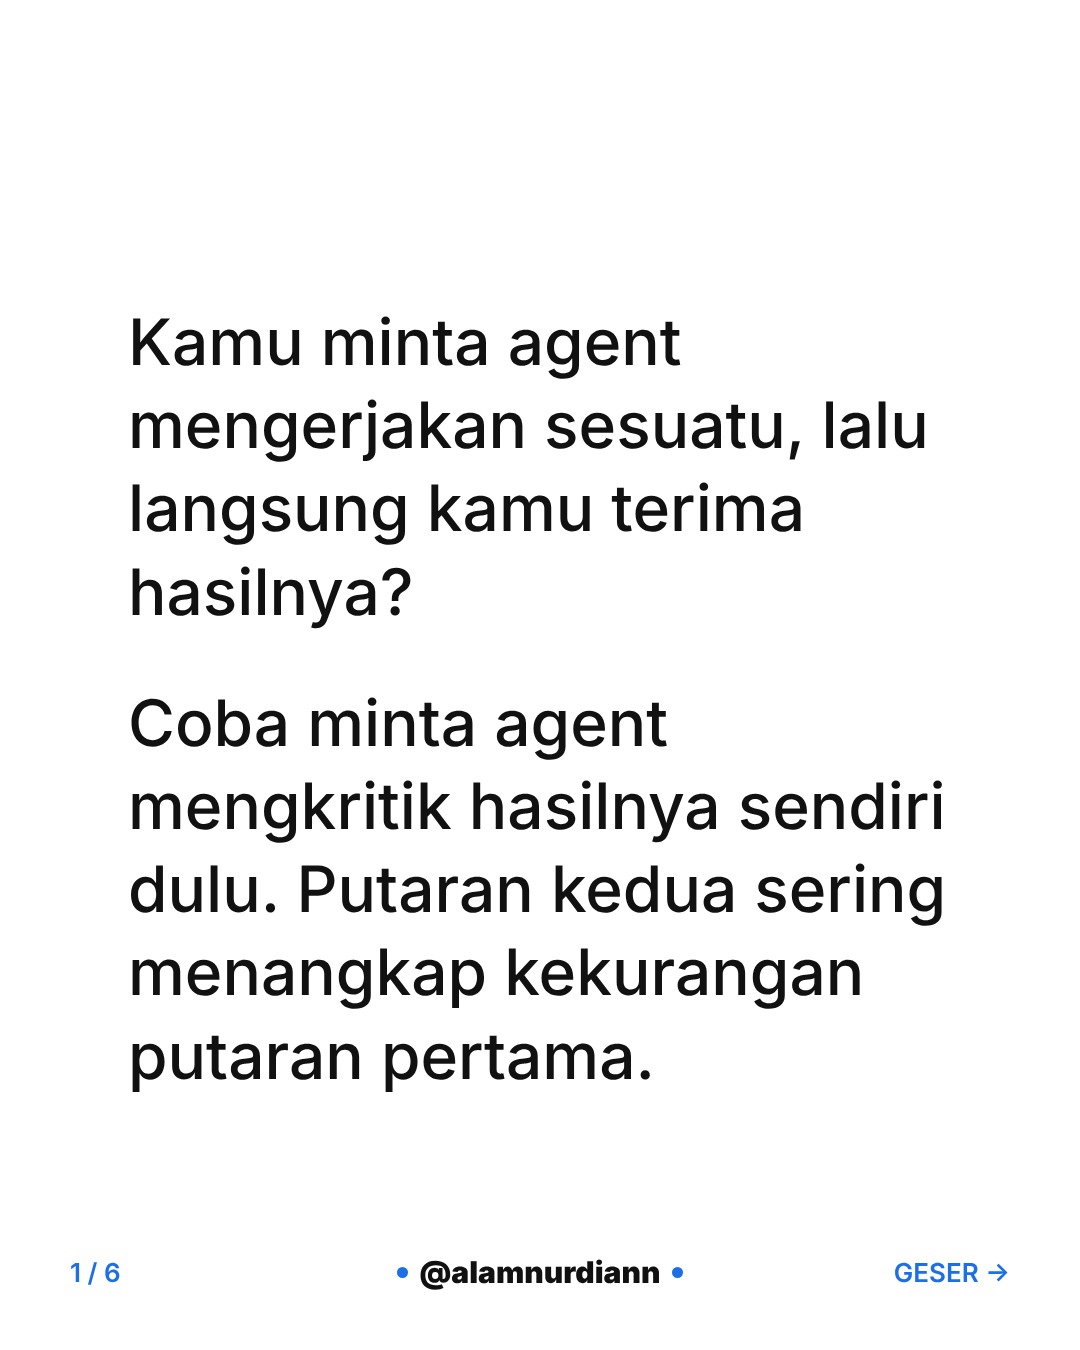 Kamu minta agent
mengerjakan sesuatu, lalu
langsung kamu terima
hasilnya?
Coba minta agent
mengkritik hasilnya sendiri
dulu. Putaran kedua sering
menangkap kekurangan
putaran pertama.
1 / 6
• @alamnurdiann •
GESER →